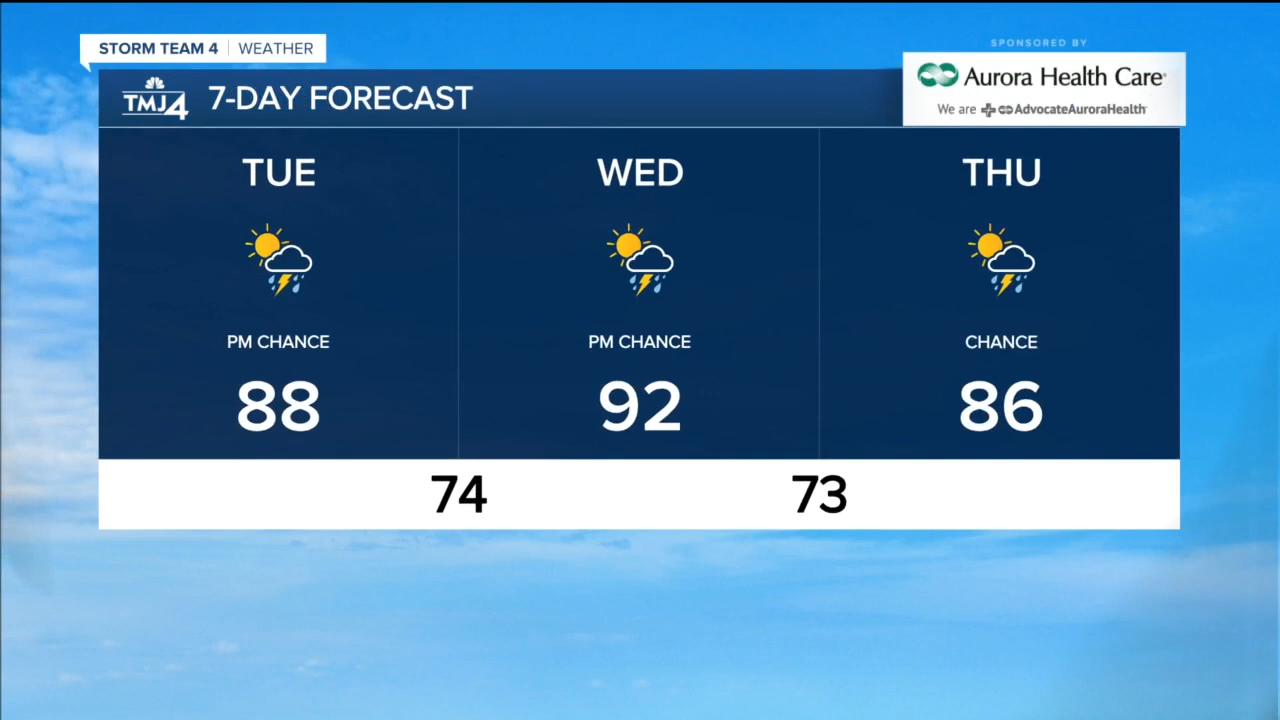 SPONSORED BY
STORM TEAM 4 | WEATHER
Aurora Health Care®
We are AdvocateAuroraHealth
TMJ4 7-DAY FORECAST
TUE WED THU
PM CHANCE PM CHANCE CHANCE
88 92 86
74 73